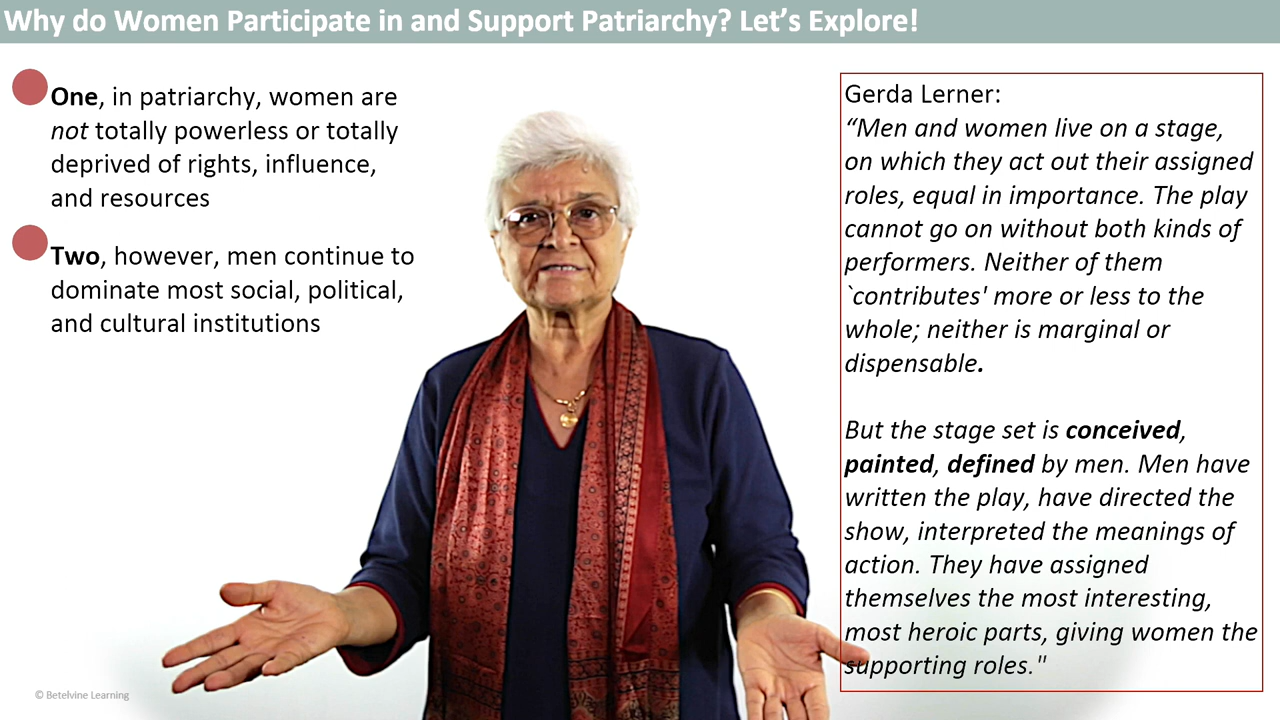 Why do Women Participate in and Support Patriarchy? Let's Explore!
One, in patriarchy, women are
not totally powerless or totally
deprived of rights, influence,
and resources
Two, however, men continue to
dominate most social, political,
and cultural institutions
Gerda Lerner:
“Men and women live on a stage,
on which they act out their assigned
roles, equal in importance. The play
cannot go on without both kinds of
performers. Neither of them
`contributes' more or less to the
whole; neither is marginal or
dispensable.
But the stage set is conceived,
painted, defined by men. Men have
written the play, have directed the
show, interpreted the meanings of
action. They have assigned
themselves the most interesting,
most heroic parts, giving women the
supporting roles."
© Betelvine Learning